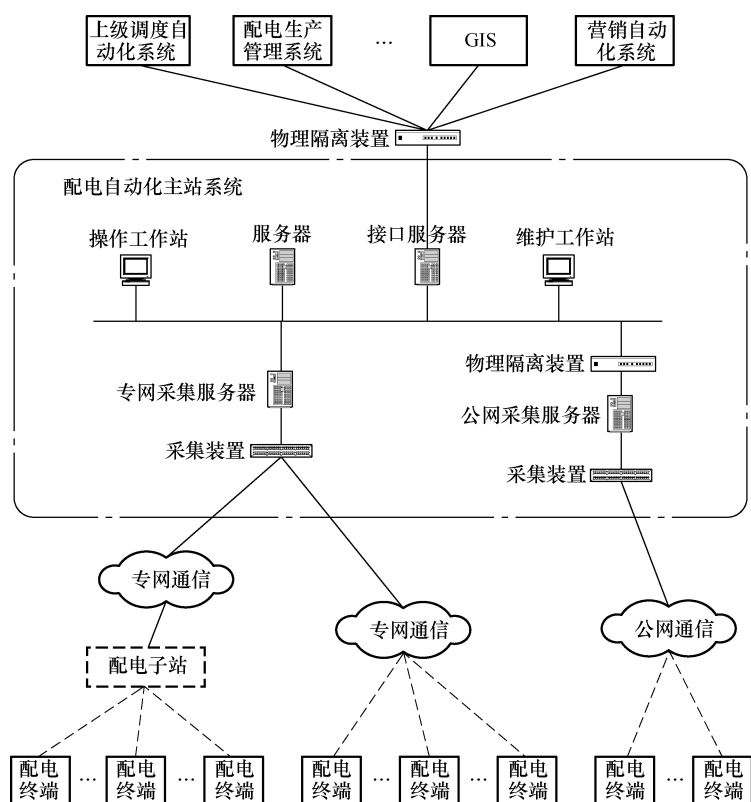 上级调度自
动化系统
配电生产
管理系统
…
GIS
营销自动
化系统
物理隔离装置
配电自动化主站系统
操作工作站
服务器
接口服务器
维护工作站
物理隔离装置
专网采集服务器
公网采集服务器
采集装置
采集装置
专网通信
专网通信
公网通信
配电子站
配电
终端
…
配电
终端
…
配电
终端
配电
终端
…
配电
终端
…
配电
终端
配电
终端
…
配电
终端